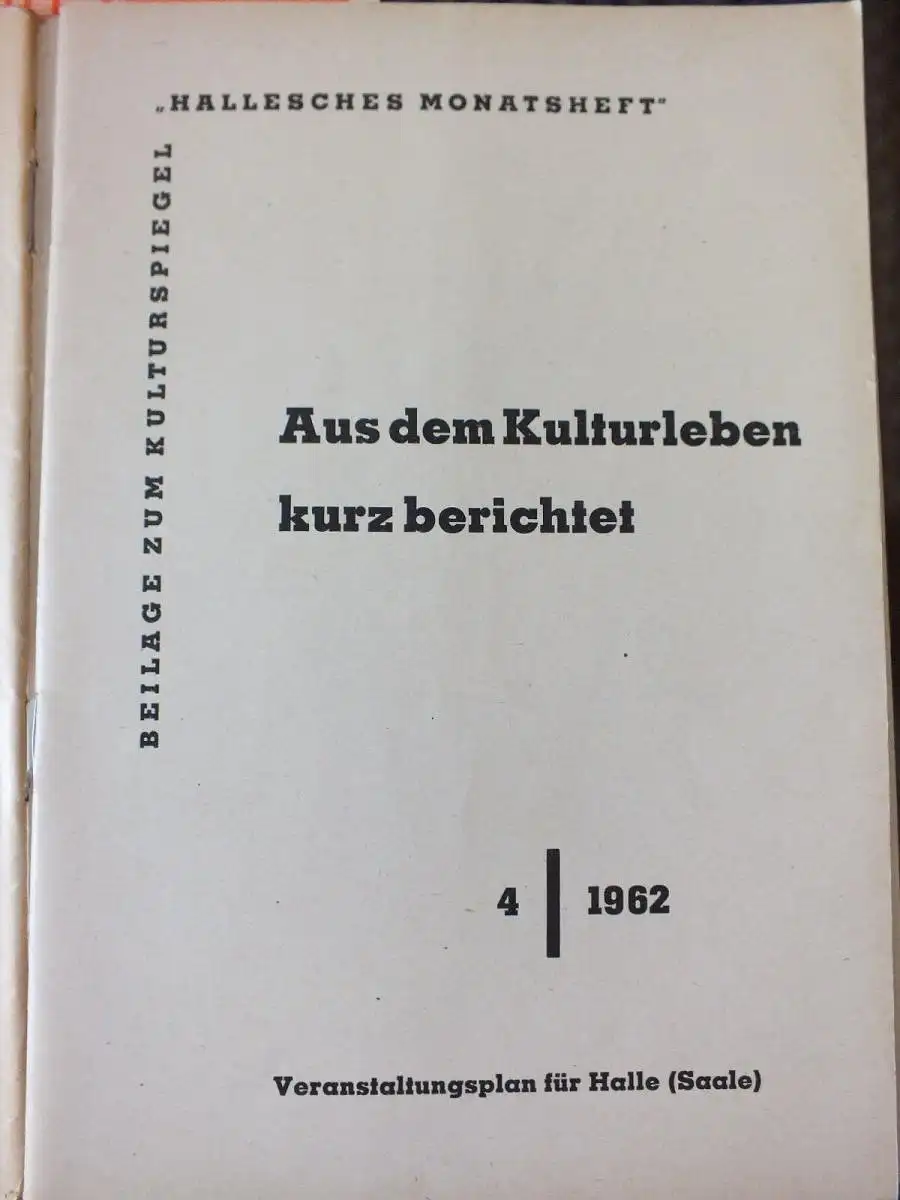 „HALLESCHES MONATSHEFT"
BEILAGE ZUM KULTURSPIEGEL
Aus dem Kulturleben
kurz berichtet
4 | 1962
Veranstaltungsplan für Halle (Saale)